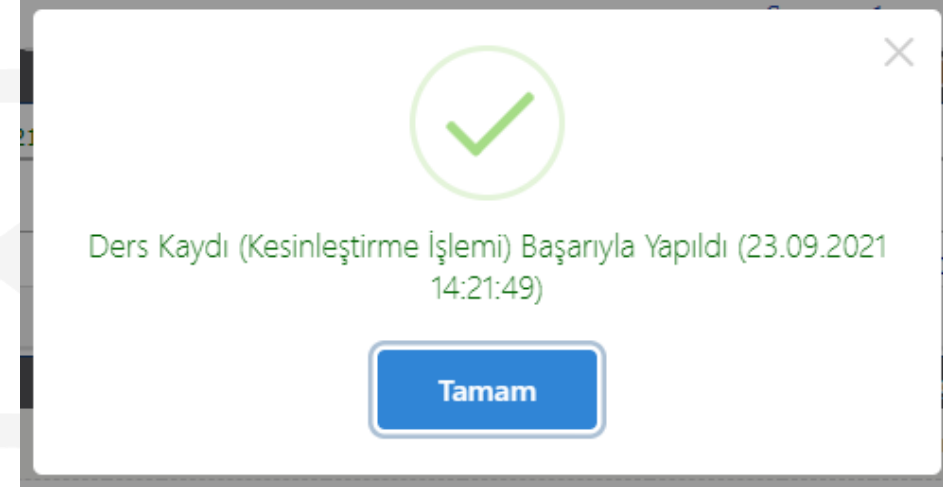 Ders Kaydı (Kesinleştirme İşlemi) Başarıyla Yapıldı (23.09.2021
14:21:49)
Tamam